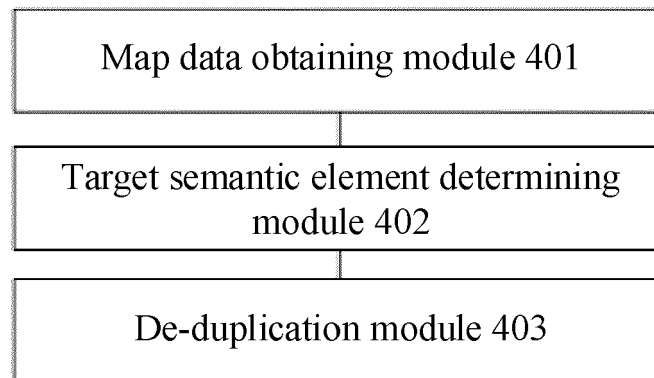 Map data obtaining module 401
Target semantic element determining
module 402
De-duplication module 403